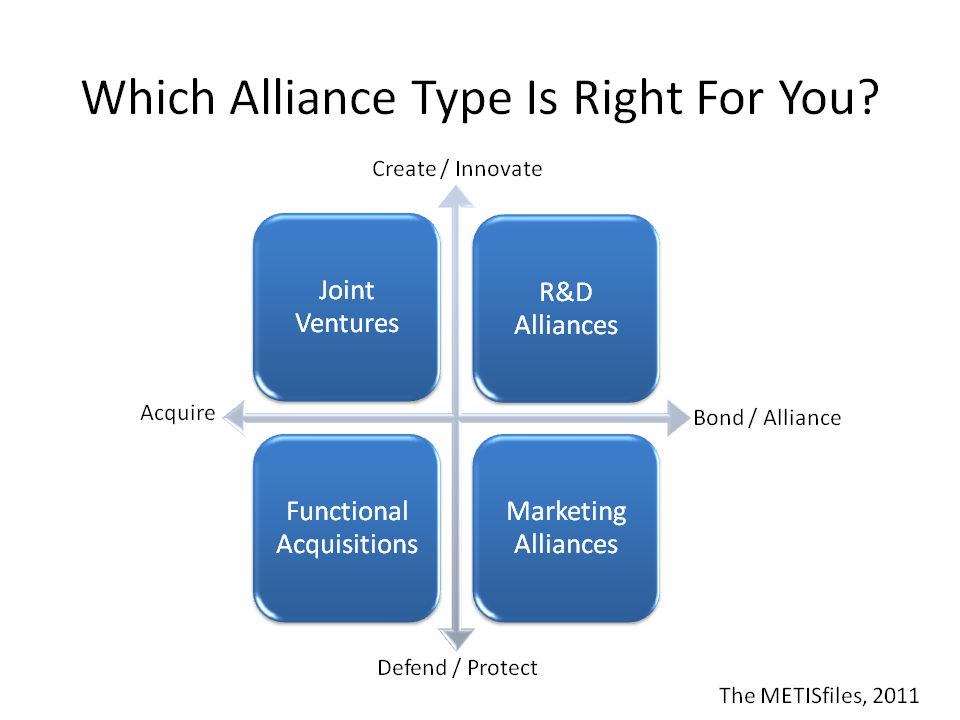 Which Alliance Type Is Right For You?
Create / Innovate
Joint
Ventures
R&D
Alliances
Acquire
Bond / Alliance
Functional
Acquisitions
Marketing
Alliances
Defend / Protect
The METISfiles, 2011